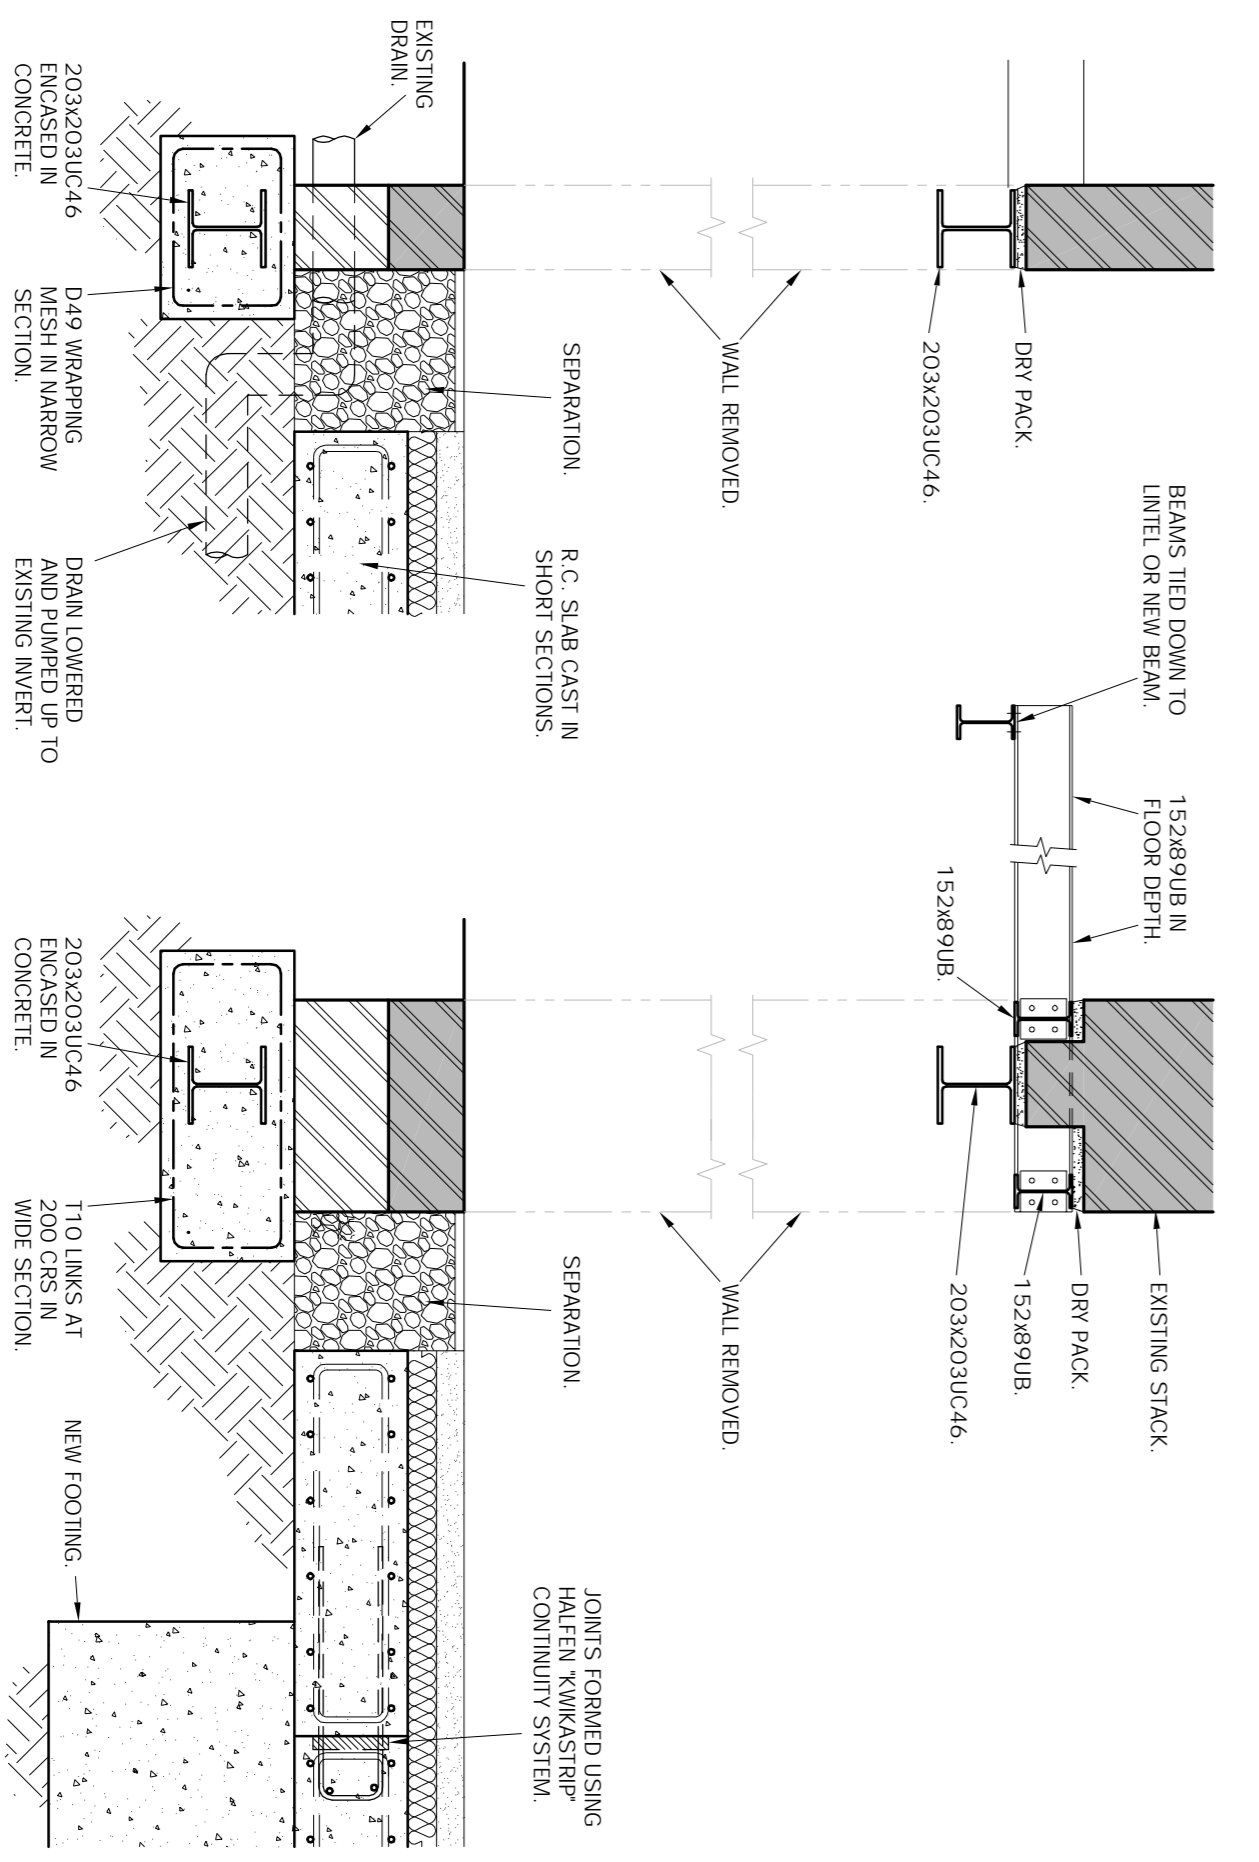 BEAMS TIED DOWN TO
LINTEL OR NEW BEAM.
152x89UB IN
FLOOR DEPTH.
EXISTING STACK.
DRY PACK.
DRY PACK.
152x89UB.
152x89UB.
203x203UC46.
203x203UC46.
WALL REMOVED.
WALL REMOVED.
R.C. SLAB CAST IN
SHORT SECTIONS.
JOINTS FORMED USING
HALFEN "KWIKASTRIP"
CONTINUITY SYSTEM.
SEPARATION.
SEPARATION.
EXISTING
DRAIN.
203x203UC46
ENCASED IN
CONCRETE.
D49 WRAPPING
MESH IN NARROW
SECTION.
DRAIN LOWERED
AND PUMPED UP TO
EXISTING INVERT.
203x203UC46
ENCASED IN
CONCRETE.
T10 LINKS AT
200 CRS IN
WIDE SECTION.
NEW FOOTING.